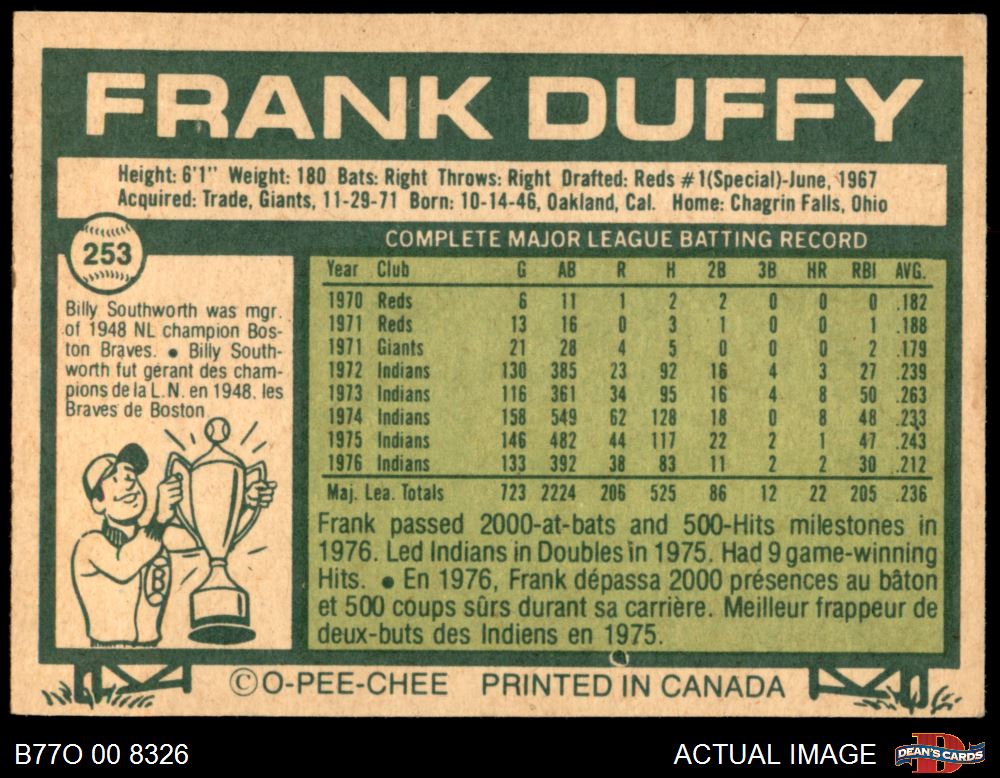 FRANK DUFFY
Height: 6'1" Weight: 180 Bats: Right Throws: Right Drafted: Reds #1(Special)-June, 1967
Acquired: Trade, Giants, 11-29-71 Born: 10-14-46, Oakland, Cal. Home: Chagrin Falls, Ohio
253
Billy Southworth was mgr.
of 1948 NL champion Bos-
ton Braves. • Billy South-
worth fut gérant des cham-
pions de la L.N. en 1948, les
Braves de Boston
B
COMPLETE MAJOR LEAGUE BATTING RECORD
Year Club G AB R H 2B 3B HR RBI AVG.
1970 Reds 6 11 1 2 2 0 0 0 .182
1971 Reds 13 16 0 3 1 0 0 1 .188
1971 Giants 21 28 4 5 0 0 0 2 .179
1972 Indians 130 385 23 92 16 4 3 27 .239
1973 Indians 116 361 34 95 16 4 8 50 .263
1974 Indians 158 549 62 128 18 0 8 48 .233
1975 Indians 146 482 44 117 22 2 1 47 .243
1976 Indians 133 392 38 83 11 2 2 30 .212
Maj. Lea. Totals 723 2224 206 525 86 12 22 205 .236
Frank passed 2000-at-bats and 500-Hits milestones in
1976. Led Indians in Doubles in 1975. Had 9 game-winning
Hits. • En 1976, Frank dépassa 2000 présences au bâton
et 500 coups sûrs durant sa carrière. Meilleur frappeur de
deux-buts des Indiens en 1975.
©O-PEE-CHEE PRINTED IN CANADA
B77O 00 8326
ACTUAL IMAGE
DEAN'S CARDS